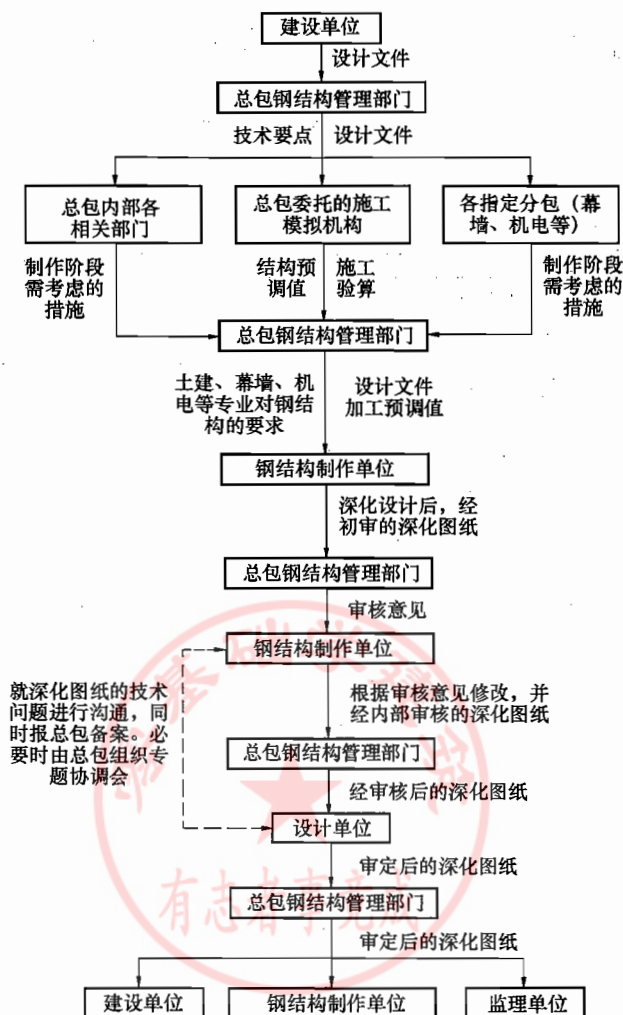 建设单位
设计文件
总包钢结构管理部门
技术要点 设计文件
总包内部各
相关部门
总包委托的施工
模拟机构
各指定分包（幕
墙、机电等）
制作阶段
需考虑的
措施
结构预
调值
施工
验算
制作阶段
需考虑的
措施
总包钢结构管理部门
土建、幕墙、机
电等专业对钢结
构的要求
设计文件
加工预调值
钢结构制作单位
深化设计后，经
初审的深化图纸
总包钢结构管理部门
审核意见
钢结构制作单位
就深化图纸的技术
问题进行沟通，同
时报总包备案。必
要时由总包组织专
题协调会
根据审核意见修改，并
经内部审核的深化图纸
总包钢结构管理部门
经审核后的深化图纸
设计单位
审定后的深化图纸
总包钢结构管理部门
审定后的深化图纸
建设单位
钢结构制作单位
监理单位
有志者事竟成